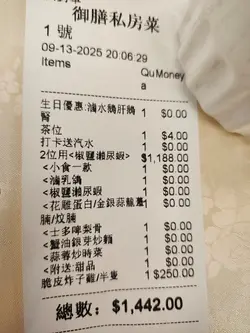 御膳私房菜
1 號
09-13-2025 20:06:29
Items Qu Money
a
生日優惠:滷水鵝肝鵝 1 $0.00
腎
茶位 1 $4.00
打卡送汽水 1 $0.00
2位用<椒鹽瀨尿蝦> $1,188.00
<小食一款 1 $0.00
<滷乳鴿 1 $0.00
<椒鹽瀨尿蝦 1 $0.00
<花雕蛋白/金銀蒜 1 $0.00
腩/炆腩
<士多啤梨骨 1 $0.00
<蟹油銀芽炒麵 1 $0.00
<蒜蓉炒時菜 1 $0.00
<附送:甜品 1 $0.00
脆皮炸子雞/半隻 1 $250.00
總數: $1,442.00